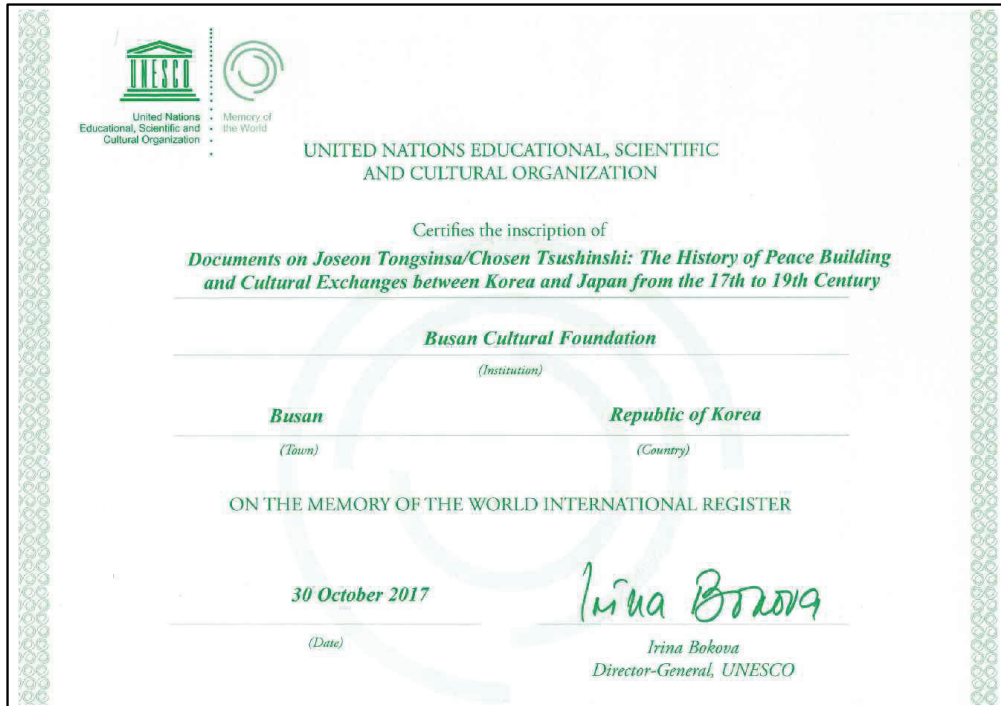 UNESCO
United Nations
Educational, Scientific and
Cultural Organization
Memory of
the World
UNITED NATIONS EDUCATIONAL, SCIENTIFIC
AND CULTURAL ORGANIZATION
Certifies the inscription of
Documents on Joseon Tongsinsa/Chosen Tsushinshi: The History of Peace Building
and Cultural Exchanges between Korea and Japan from the 17th to 19th Century
Busan Cultural Foundation
(Institution)
Busan
Republic of Korea
(Town)
(Country)
ON THE MEMORY OF THE WORLD INTERNATIONAL REGISTER
30 October 2017
Irina Bokova
(Date)
Irina Bokova
Director-General, UNESCO